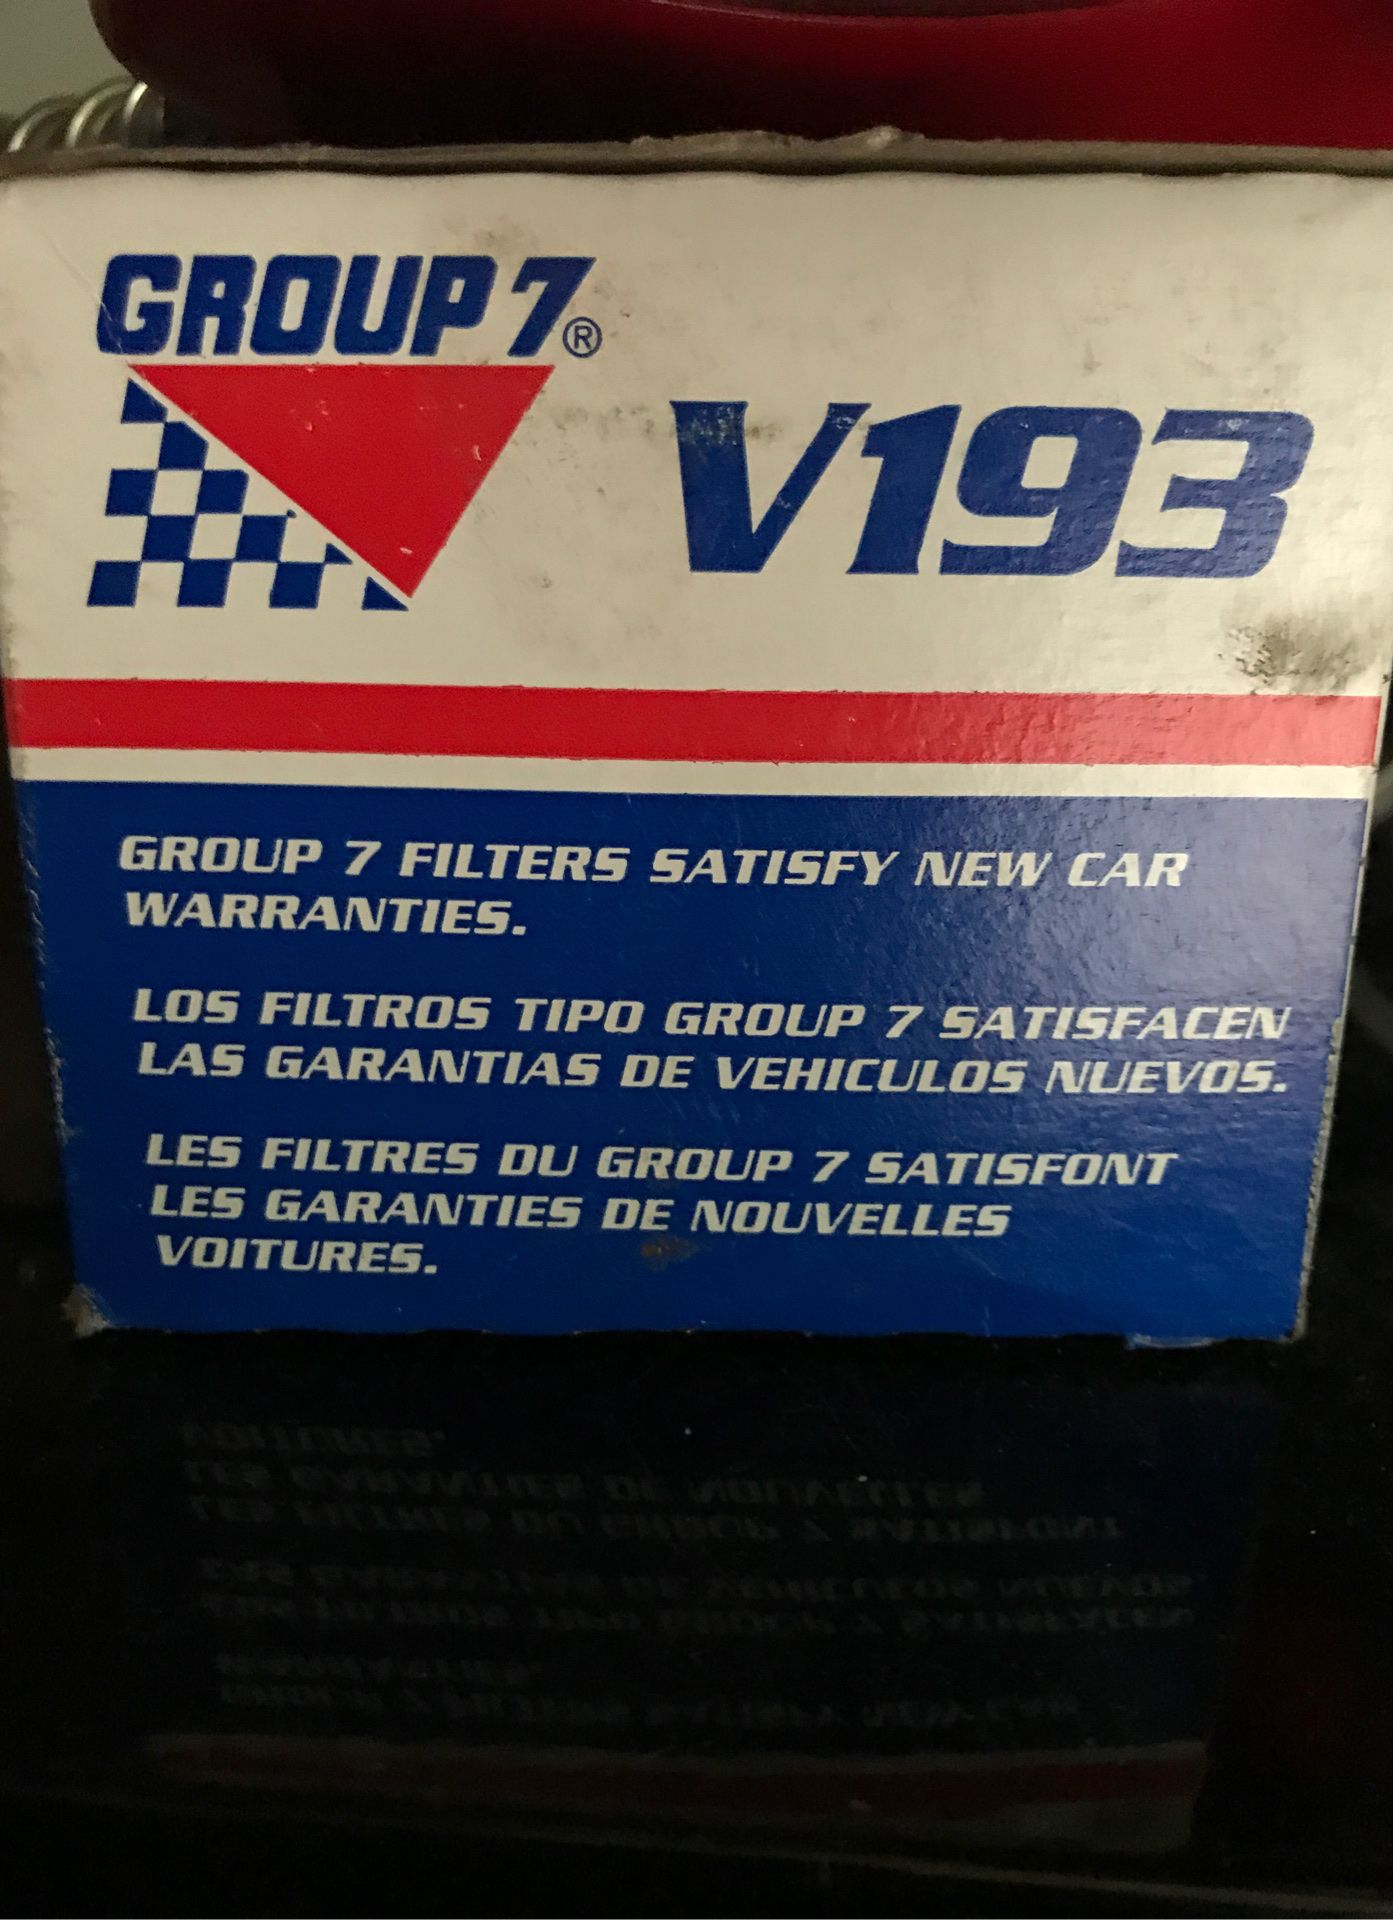 GROUP 7®
V193
GROUP 7 FILTERS SATISFY NEW CAR
WARRANTIES.
LOS FILTROS TIPO GROUP 7 SATISFACEN
LAS GARANTIAS DE VEHICULOS NUEVOS.
LES FILTRES DU GROUP 7 SATISFONT
LES GARANTIES DE NOUVELLES
VOITURES.